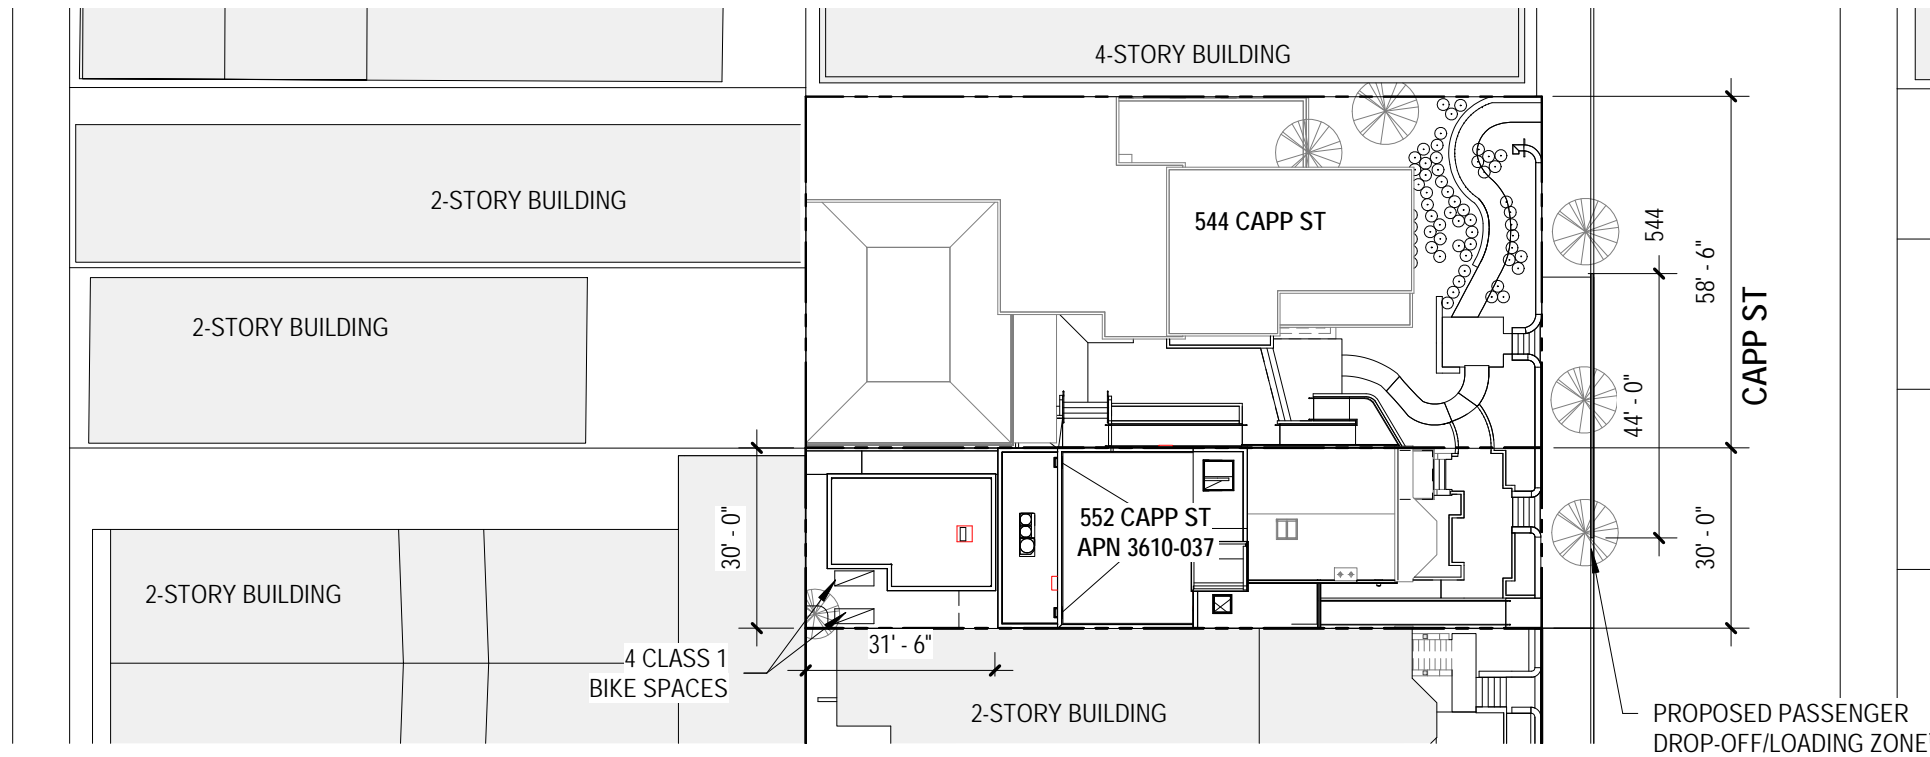 4-STORY BUILDING
2-STORY BUILDING
544 CAPP ST
544
58' - 6"
CAPP ST
2-STORY BUILDING
44' - 0"
30' - 0"
552 CAPP ST
APN 3610-037
30' - 0"
2-STORY BUILDING
31' - 6"
4 CLASS 1
BIKE SPACES
2-STORY BUILDING
PROPOSED PASSENGER
DROP-OFF/LOADING ZONE